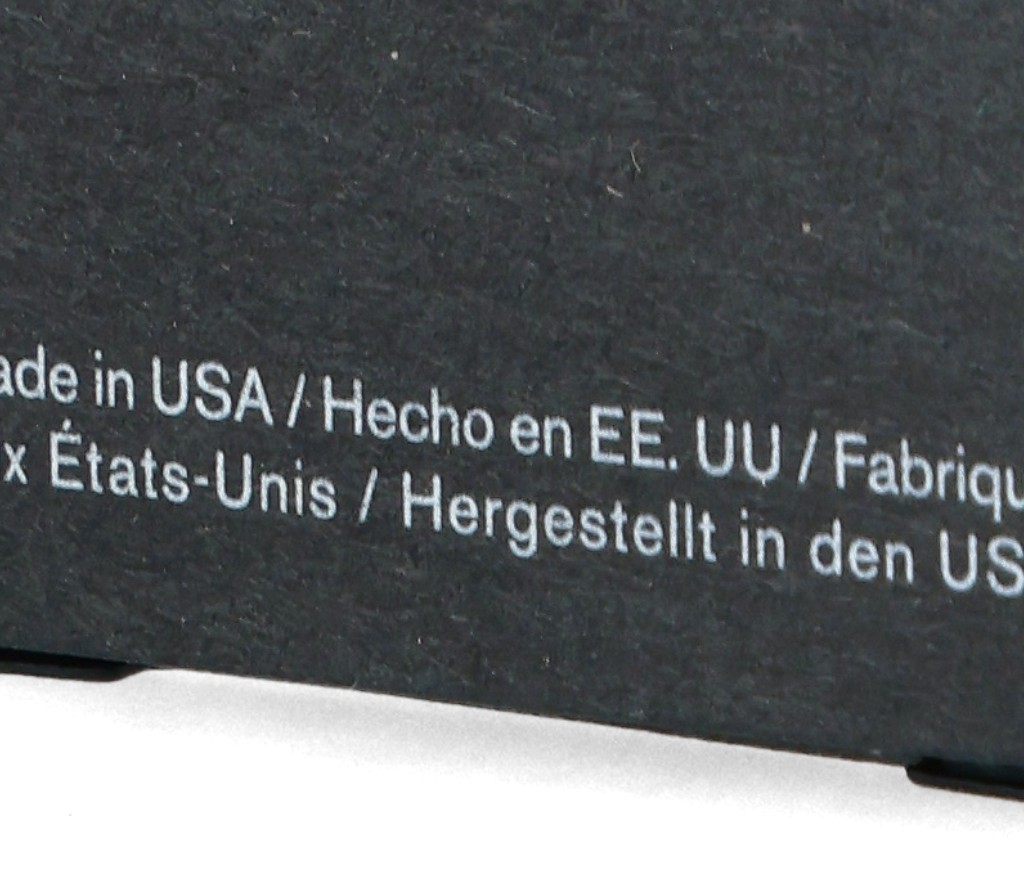 ade in USA / Hecho en EE. UU / Fabriqu
x États-Unis / Hergestellt in den US